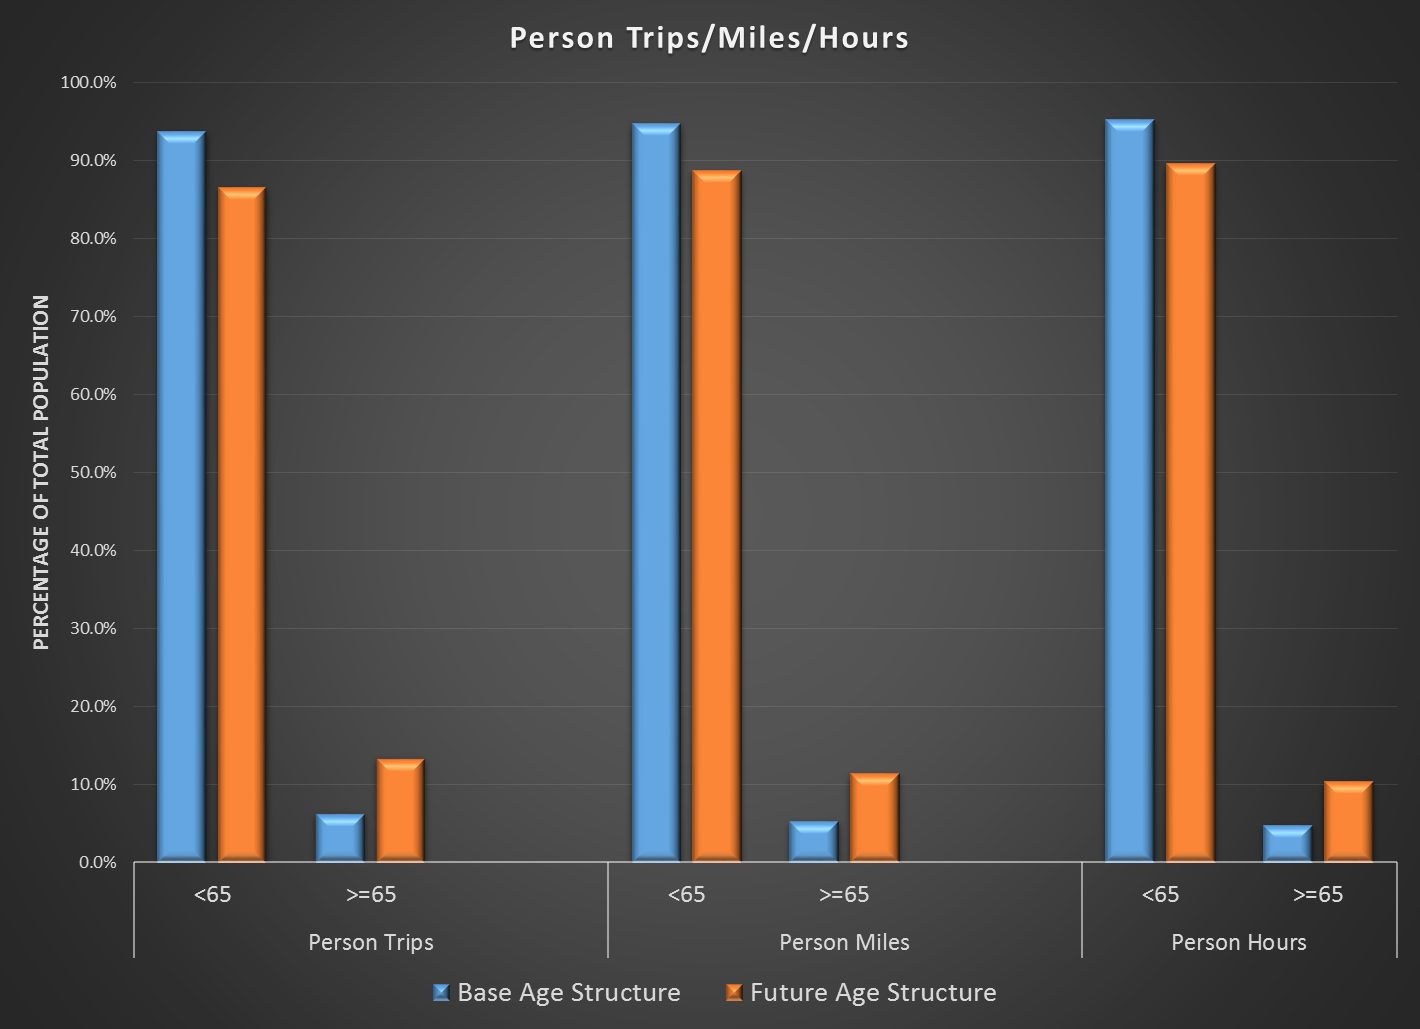 Person Trips/Miles/Hours
PERCENTAGE OF TOTAL POPULATION
100.0%
90.0%
80.0%
70.0%
60.0%
50.0%
40.0%
30.0%
20.0%
10.0%
0.0%
<65 >=65 <65 >=65 <65 >=65
Person Trips Person Miles Person Hours
Base Age Structure Future Age Structure